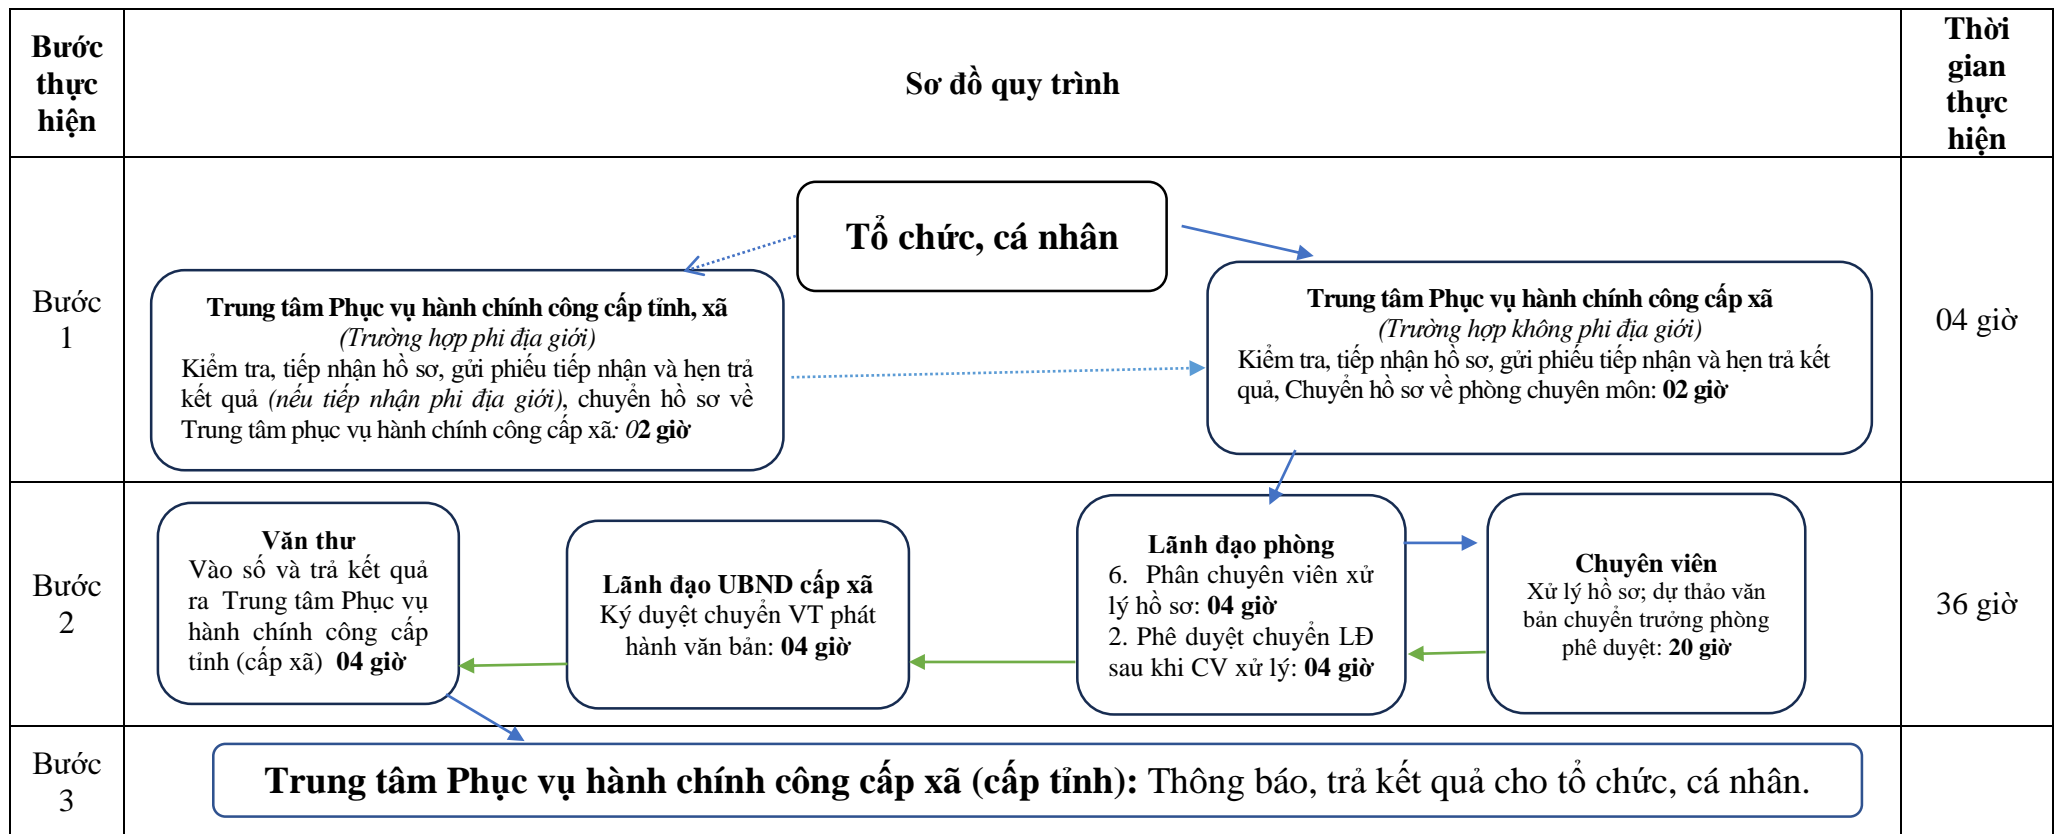 Bước
thực
hiện
Sơ đồ quy trình
Thời
gian
thực
hiện
Bước
1
Tổ chức, cá nhân
Trung tâm Phục vụ hành chính công cấp tỉnh, xã
(Trường hợp phi địa giới)
Kiểm tra, tiếp nhận hồ sơ, gửi phiếu tiếp nhận và hẹn trả
kết quả (nếu tiếp nhận phi địa giới), chuyển hồ sơ về
Trung tâm phục vụ hành chính công cấp xã: 02 giờ
Trung tâm Phục vụ hành chính công cấp xã
(Trường hợp không phi địa giới)
Kiểm tra, tiếp nhận hồ sơ, gửi phiếu tiếp nhận và hẹn trả kết
quả, Chuyển hồ sơ về phòng chuyên môn: 02 giờ
04 giờ
Bước
2
Văn thư
Vào số và trả kết quả
ra Trung tâm Phục vụ
hành chính công cấp
tỉnh (cấp xã) 04 giờ
Lãnh đạo UBND cấp xã
Ký duyệt chuyển VT phát
hành văn bản: 04 giờ
Lãnh đạo phòng
6. Phân chuyên viên xử
lý hồ sơ: 04 giờ
2. Phê duyệt chuyển LĐ
sau khi CV xử lý: 04 giờ
Chuyên viên
Xử lý hồ sơ; dự thảo văn
bản chuyển trưởng phòng
phê duyệt: 20 giờ
36 giờ
Bước
3
Trung tâm Phục vụ hành chính công cấp xã (cấp tỉnh): Thông báo, trả kết quả cho tổ chức, cá nhân.